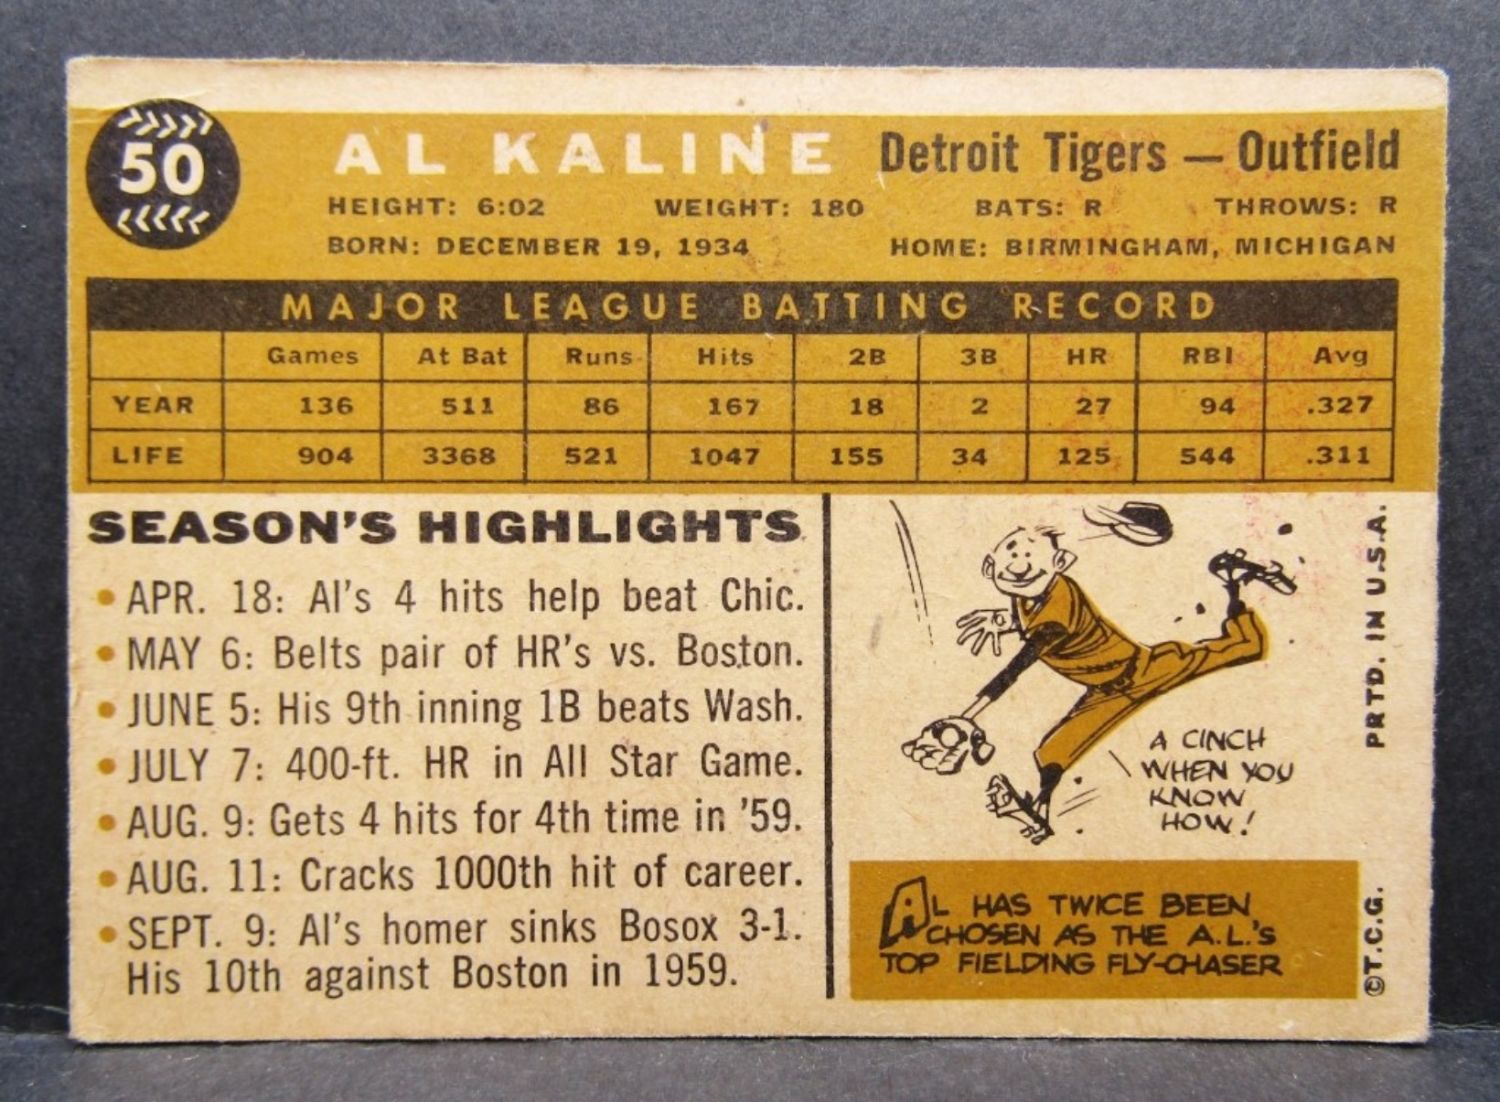 50
AL KALINE Detroit Tigers — Outfield
HEIGHT: 6:02 WEIGHT: 180 BATS: R THROWS: R
BORN: DECEMBER 19, 1934 HOME: BIRMINGHAM, MICHIGAN
MAJOR LEAGUE BATTING RECORD
Games At Bat Runs Hits 2B 3B HR RBI Avg
YEAR 136 511 86 167 18 2 27 94 .327
LIFE 904 3368 521 1047 155 34 125 544 .311
SEASON'S HIGHLIGHTS
• APR. 18: Al's 4 hits help beat Chic.
• MAY 6: Belts pair of HR's vs. Boston.
• JUNE 5: His 9th inning 1B beats Wash.
• JULY 7: 400-ft. HR in All Star Game.
• AUG. 9: Gets 4 hits for 4th time in '59.
• AUG. 11: Cracks 1000th hit of career.
• SEPT. 9: Al's homer sinks Bosox 3-1.
His 10th against Boston in 1959.
A CINCH
WHEN YOU
KNOW
HOW!
AL HAS TWICE BEEN
CHOSEN AS THE A.L.'S
TOP FIELDING FLY-CHASER
©T.C.G. PRTD. IN U.S.A.